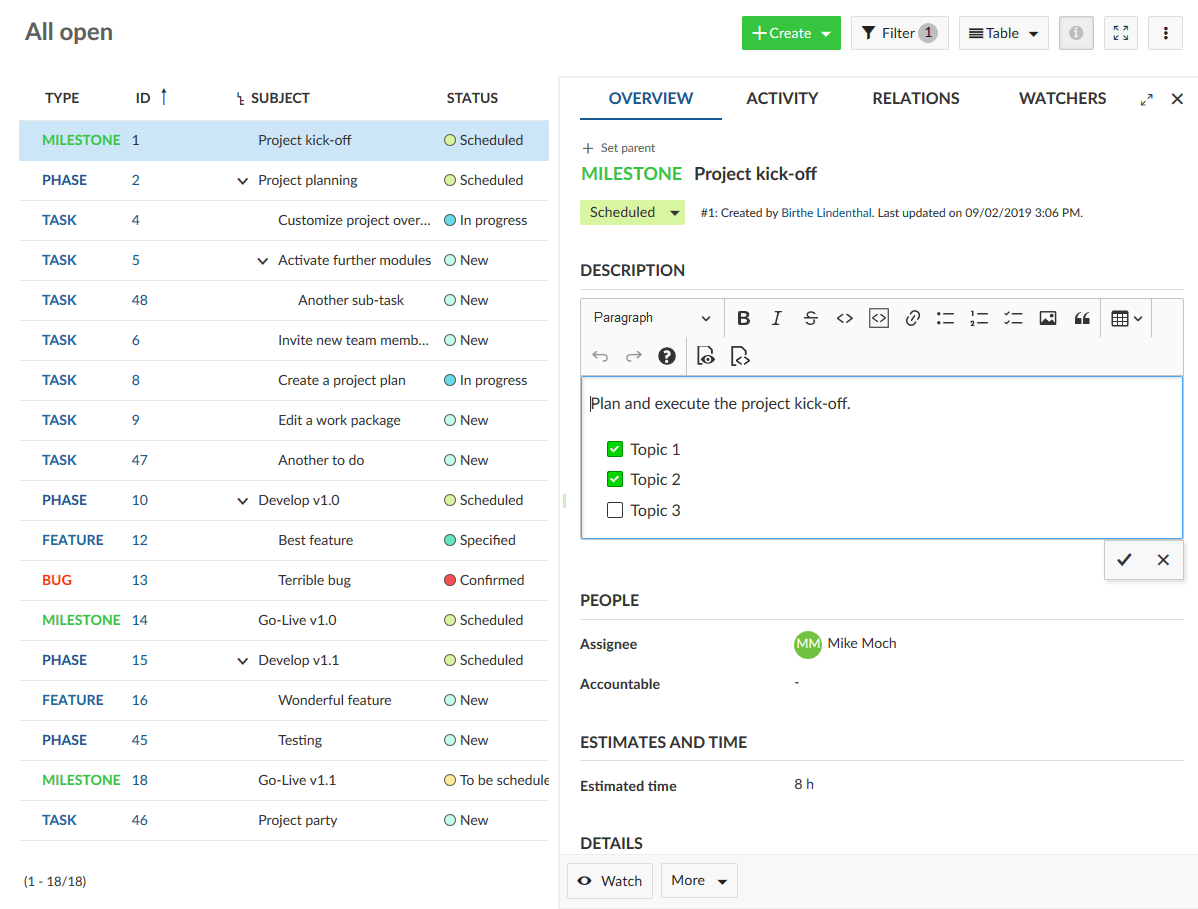 All open
Create
Filter 1
Table
TYPE ID SUBJECT STATUS
MILESTONE 1 Project kick-off Scheduled
PHASE 2 Project planning Scheduled
TASK 4 Customize project over... In progress
TASK 5 Activate further modules New
TASK 48 Another sub-task New
TASK 6 Invite new team memb... New
TASK 8 Create a project plan In progress
TASK 9 Edit a work package New
TASK 47 Another to do New
PHASE 10 Develop v1.0 Scheduled
FEATURE 12 Best feature Specified
BUG 13 Terrible bug Confirmed
MILESTONE 14 Go-Live v1.0 Scheduled
PHASE 15 Develop v1.1 Scheduled
FEATURE 16 Wonderful feature New
PHASE 45 Testing New
MILESTONE 18 Go-Live v1.1 To be schedule
TASK 46 Project party New
(1 - 18/18)
OVERVIEW ACTIVITY RELATIONS WATCHERS
Set parent
MILESTONE Project kick-off
Scheduled #1: Created by Birthe Lindenthal. Last updated on 09/02/2019 3:06 PM.
DESCRIPTION
Paragraph
Plan and execute the project kick-off.
Topic 1
Topic 2
Topic 3
PEOPLE
Assignee MM Mike Moch
Accountable -
ESTIMATES AND TIME
Estimated time 8 h
DETAILS
Watch More